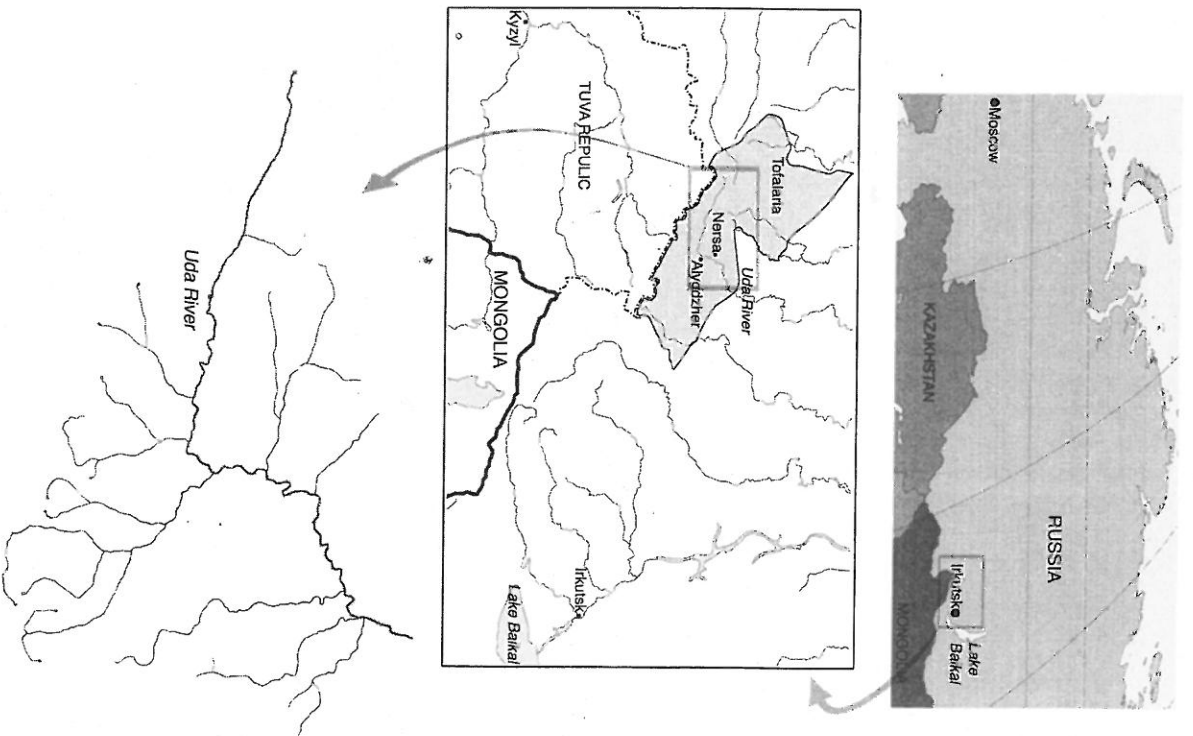 Moscow
RUSSIA
KAZAKHSTAN
MONGOLIA
Irkutsk
Lake
Baikal
Tofalaria
Nersa
Alygdzher
Uda River
TUVA REPULIC
Kyzyl
MONGOLIA
Irkutsk
Lake Baikal
Uda River